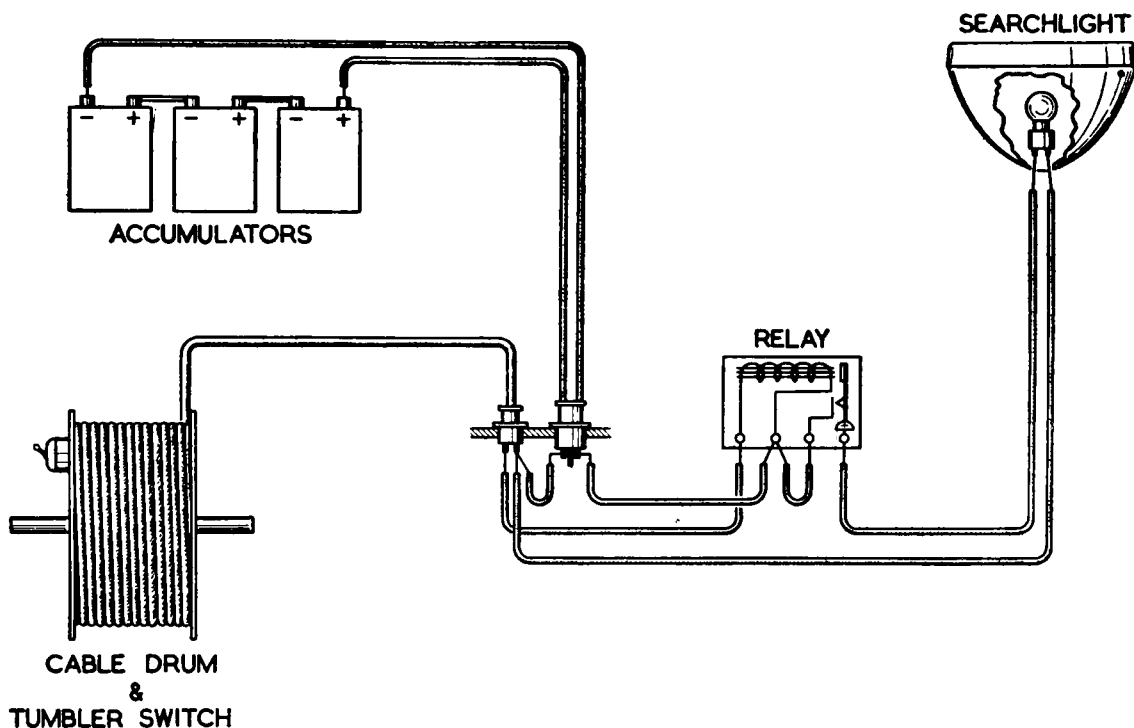 SEARCHLIGHT
- + - + - +
ACCUMULATORS
RELAY
CABLE DRUM
&
TUMBLER SWITCH